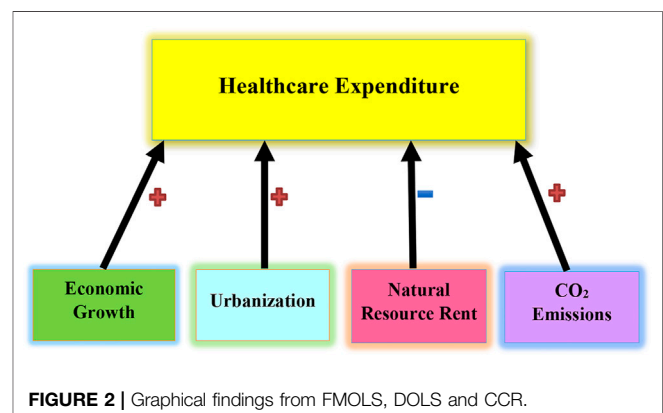 Healthcare Expenditure
Economic
Growth
Urbanization
Natural
Resource Rent
CO₂
Emissions
FIGURE 2 | Graphical findings from FMOLS, DOLS and CCR.